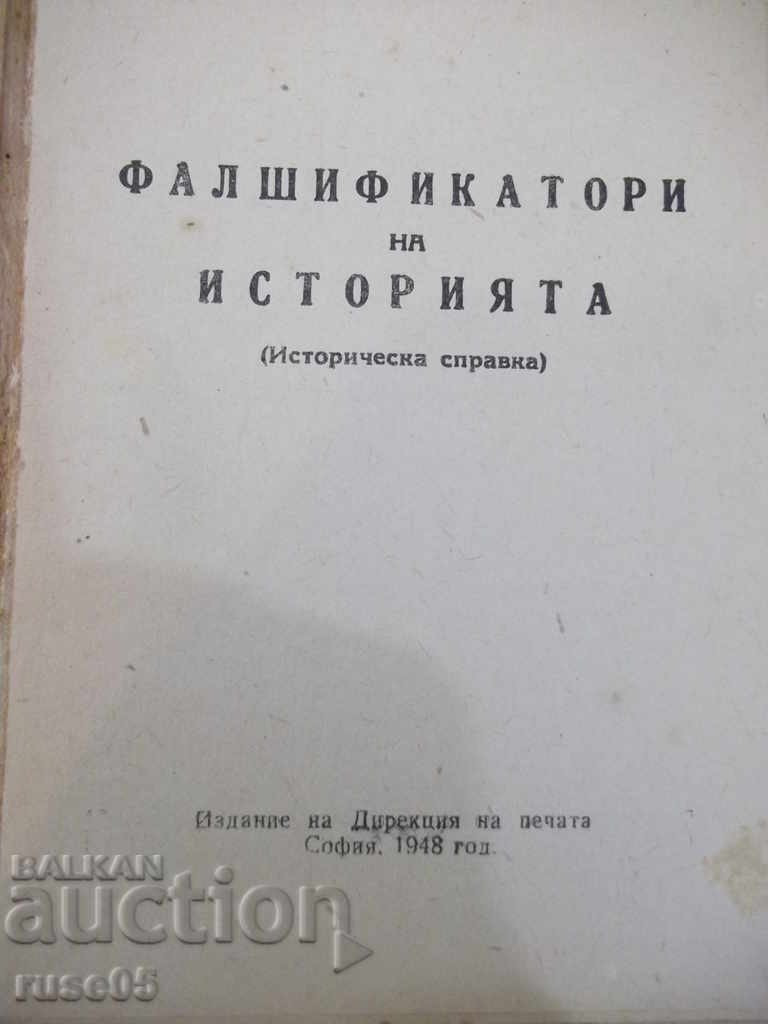 ФАЛШИФИКАТОРИ
НА
ИСТОРИЯТА
(Историческа справка)
Издание на Дирекция на печата
София, 1948 год.
BALKAN
auction
ruse05